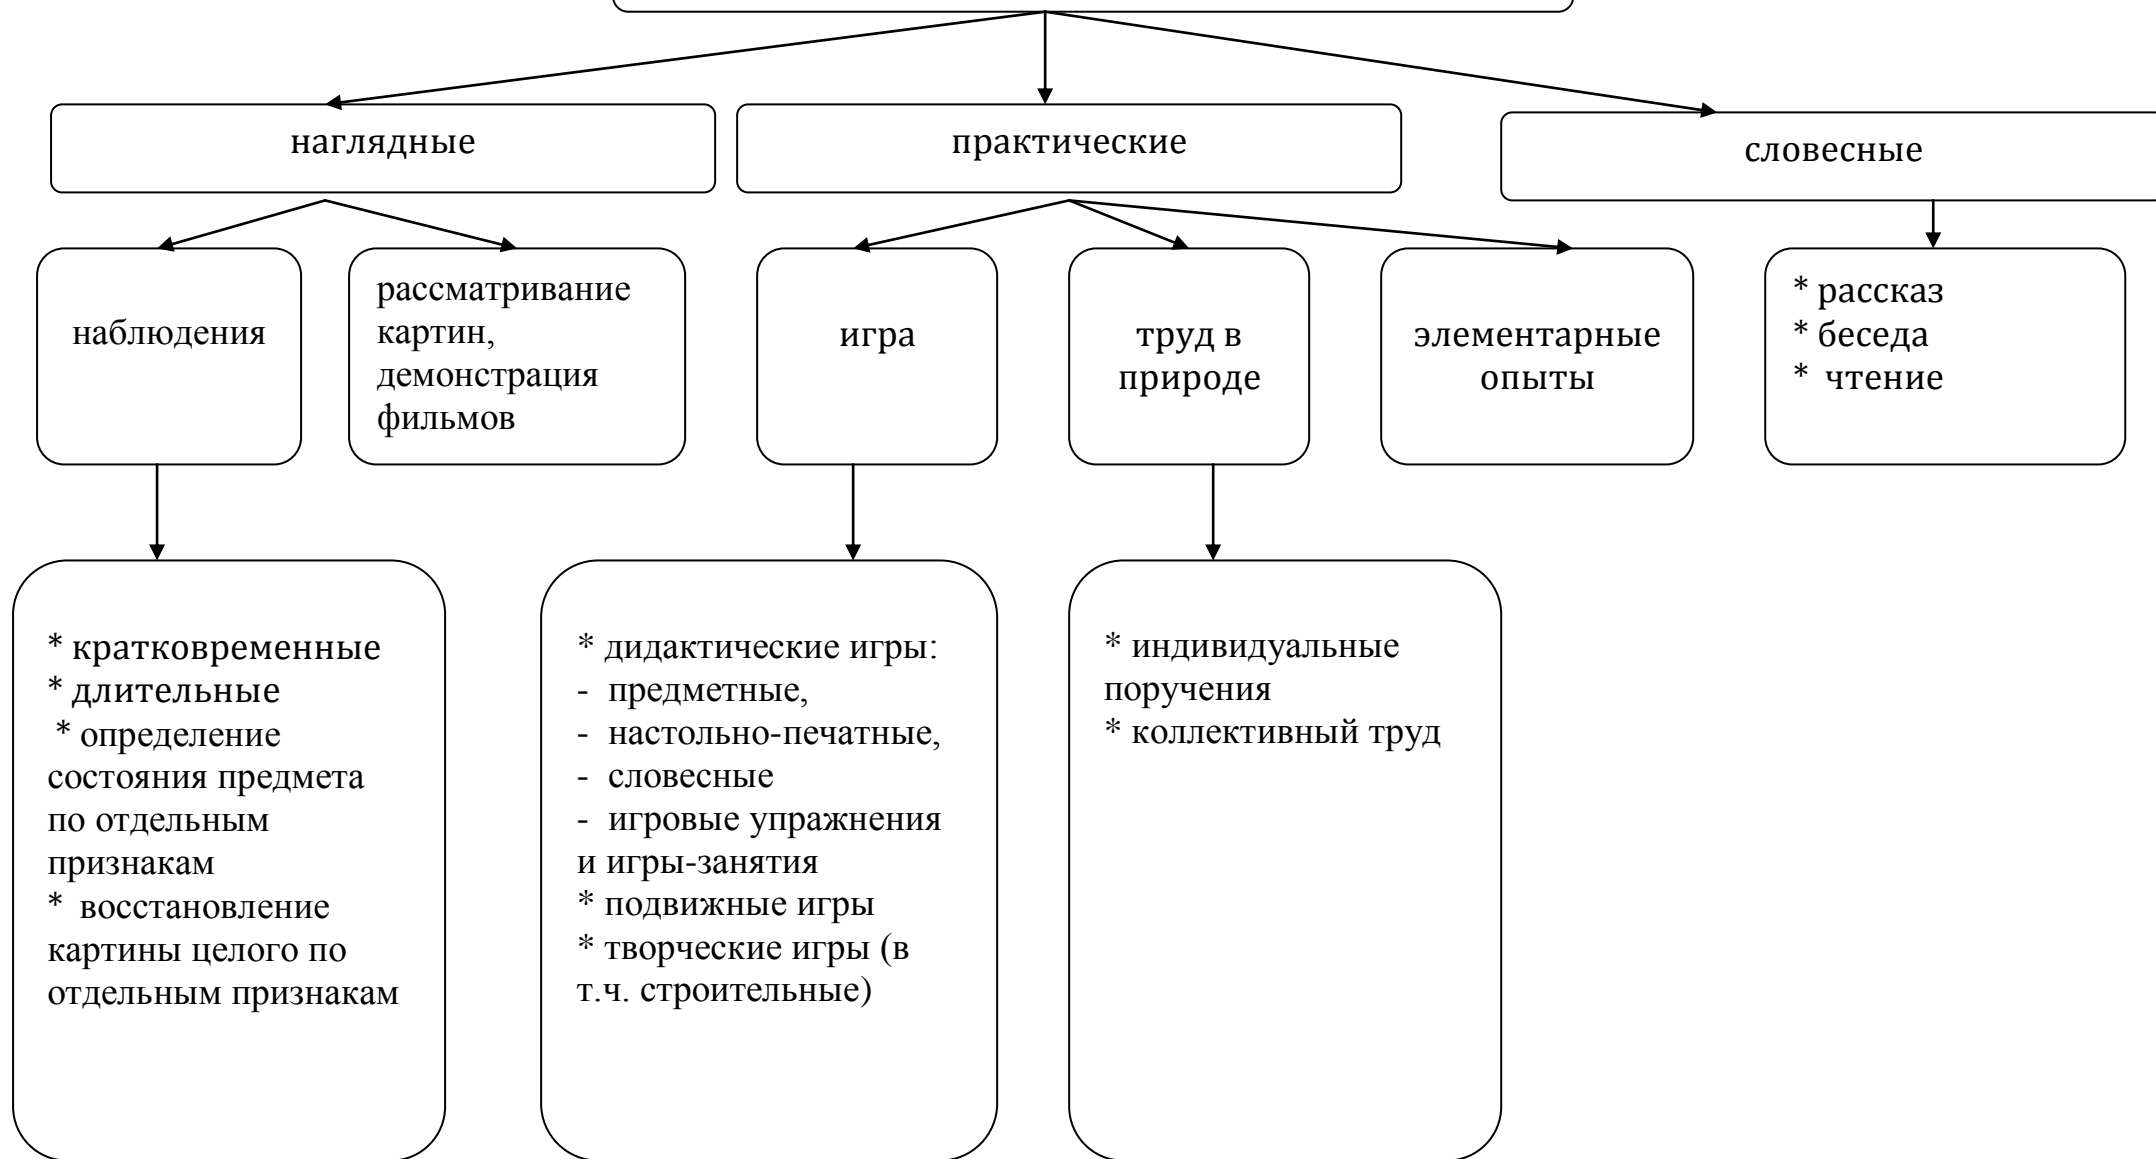 наглядные
практические
словесные
наблюдения
рассматривание
картин,
демонстрация
фильмов
игра
труд в
природе
элементарные
опыты
* рассказ
* беседа
* чтение
* кратковременные
* длительные
* определение
состояния предмета
по отдельным
признакам
* восстановление
картины целого по
отдельным признакам
* дидактические игры:
- предметные,
- настольно-печатные,
- словесные
- игровые упражнения
и игры-занятия
* подвижные игры
* творческие игры (в
т.ч. строительные)
* индивидуальные
поручения
* коллективный труд